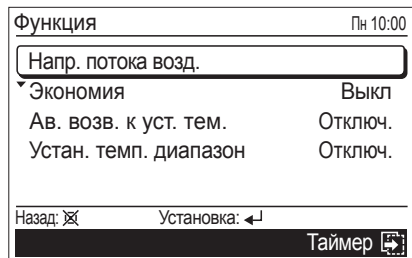 Функция Пн 10:00
Напр. потока возд.
Экономия Выкл
Ав. возв. к уст. тем. Отключ.
Устан. темп. диапазон Отключ.
Назад: Установка:
Таймер